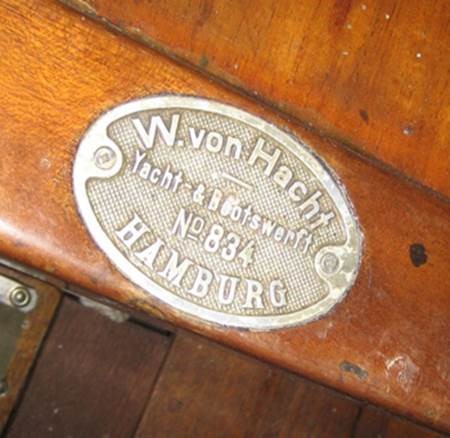 W. von Hacht
Yacht- & Bootswerft
No 834
HAMBURG